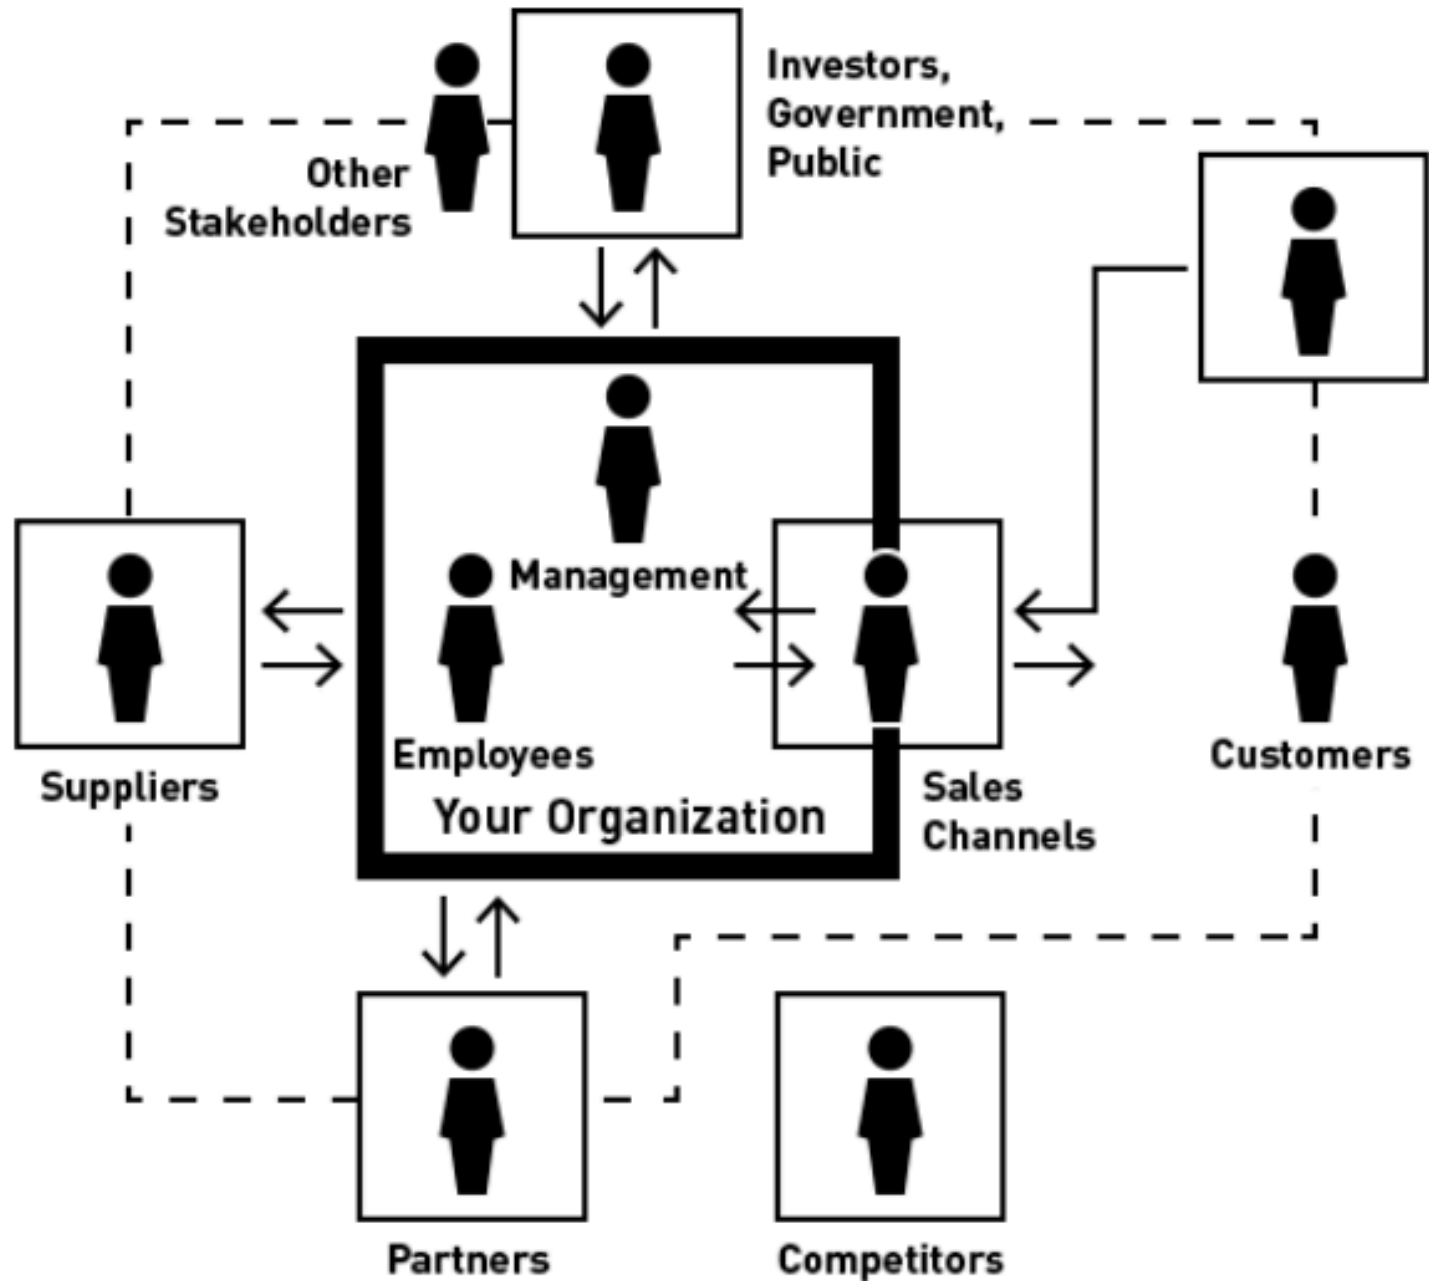 Investors,
Government,
Public
Other
Stakeholders
Management
Employees
Your Organization
Suppliers
Sales
Channels
Customers
Partners
Competitors